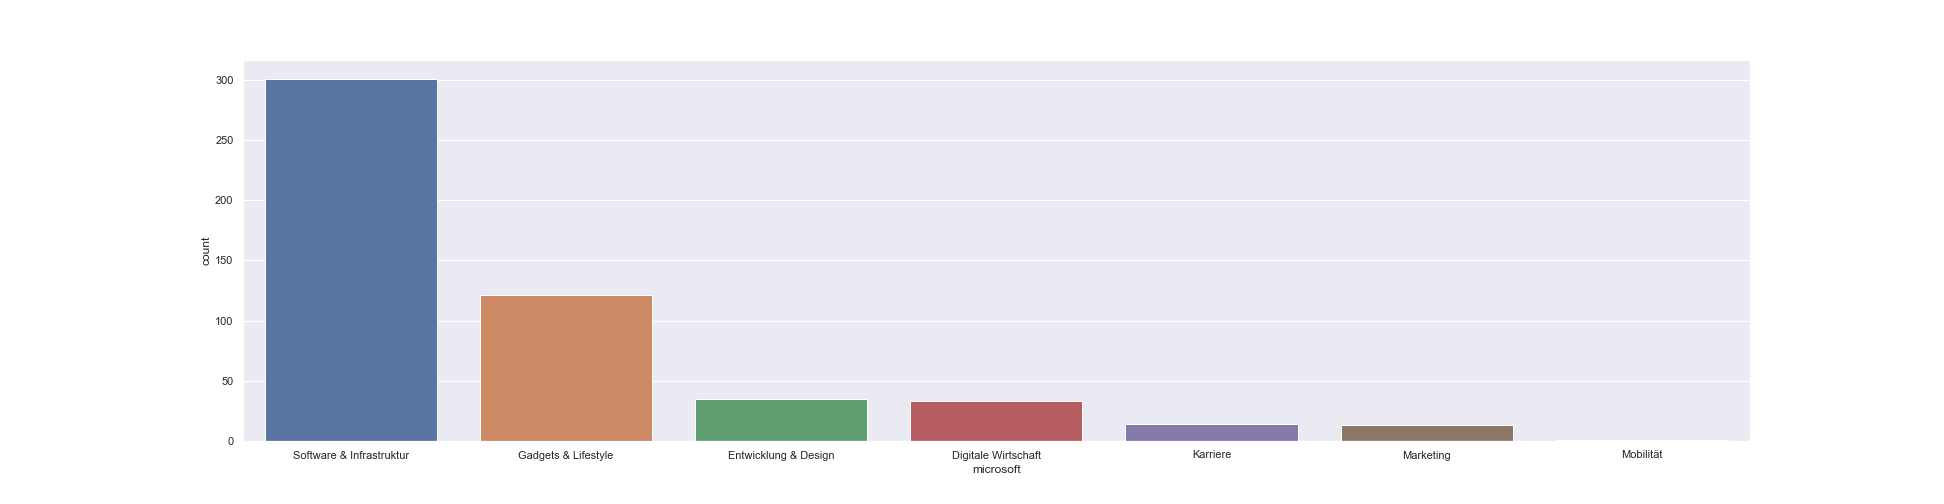 300
250
200
150
100
50
0
count
Software & Infrastruktur
Gadgets & Lifestyle
Entwicklung & Design
Digitale Wirtschaft
Karriere
Marketing
Mobilität
microsoft